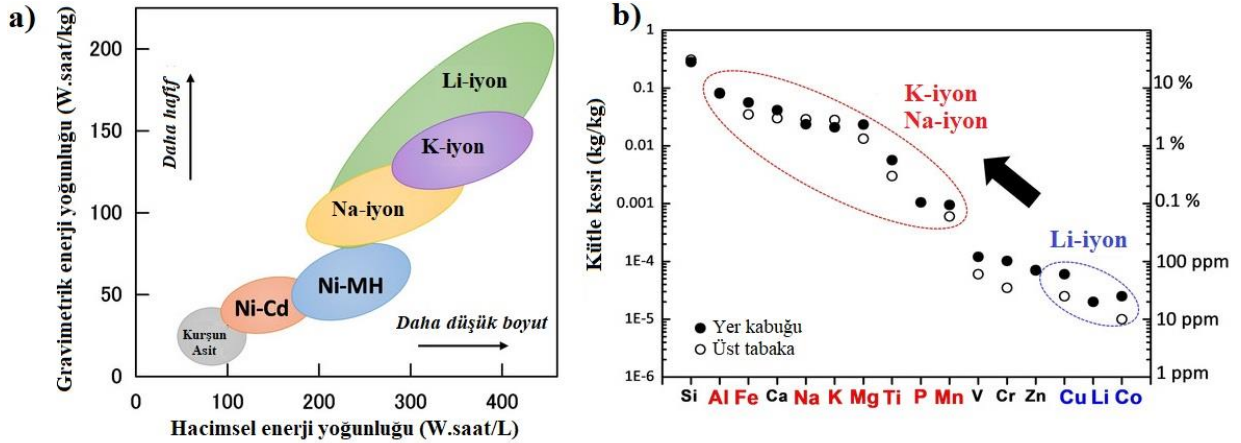 a)
Gravimetrik enerji yoğunluğu (W.saat/kg)
200
150
100
50
0
Daha hafif
Li-iyon
K-iyon
Na-iyon
Ni-MH
Ni-Cd
Kurşun
Asit
Daha düşük boyut
0 100 200 300 400
Hacimsel enerji yoğunluğu (W.saat/L)
b)
Kütle kesri (kg/kg)
1
0.1
0.01
0.001
1E-4
1E-5
1E-6
K-iyon
Na-iyon
Li-iyon
10 %
1 %
0.1 %
100 ppm
10 ppm
1 ppm
Yer kabuğu
Üst tabaka
Si Al Fe Ca Na K Mg Ti P Mn V Cr Zn Cu Li Co